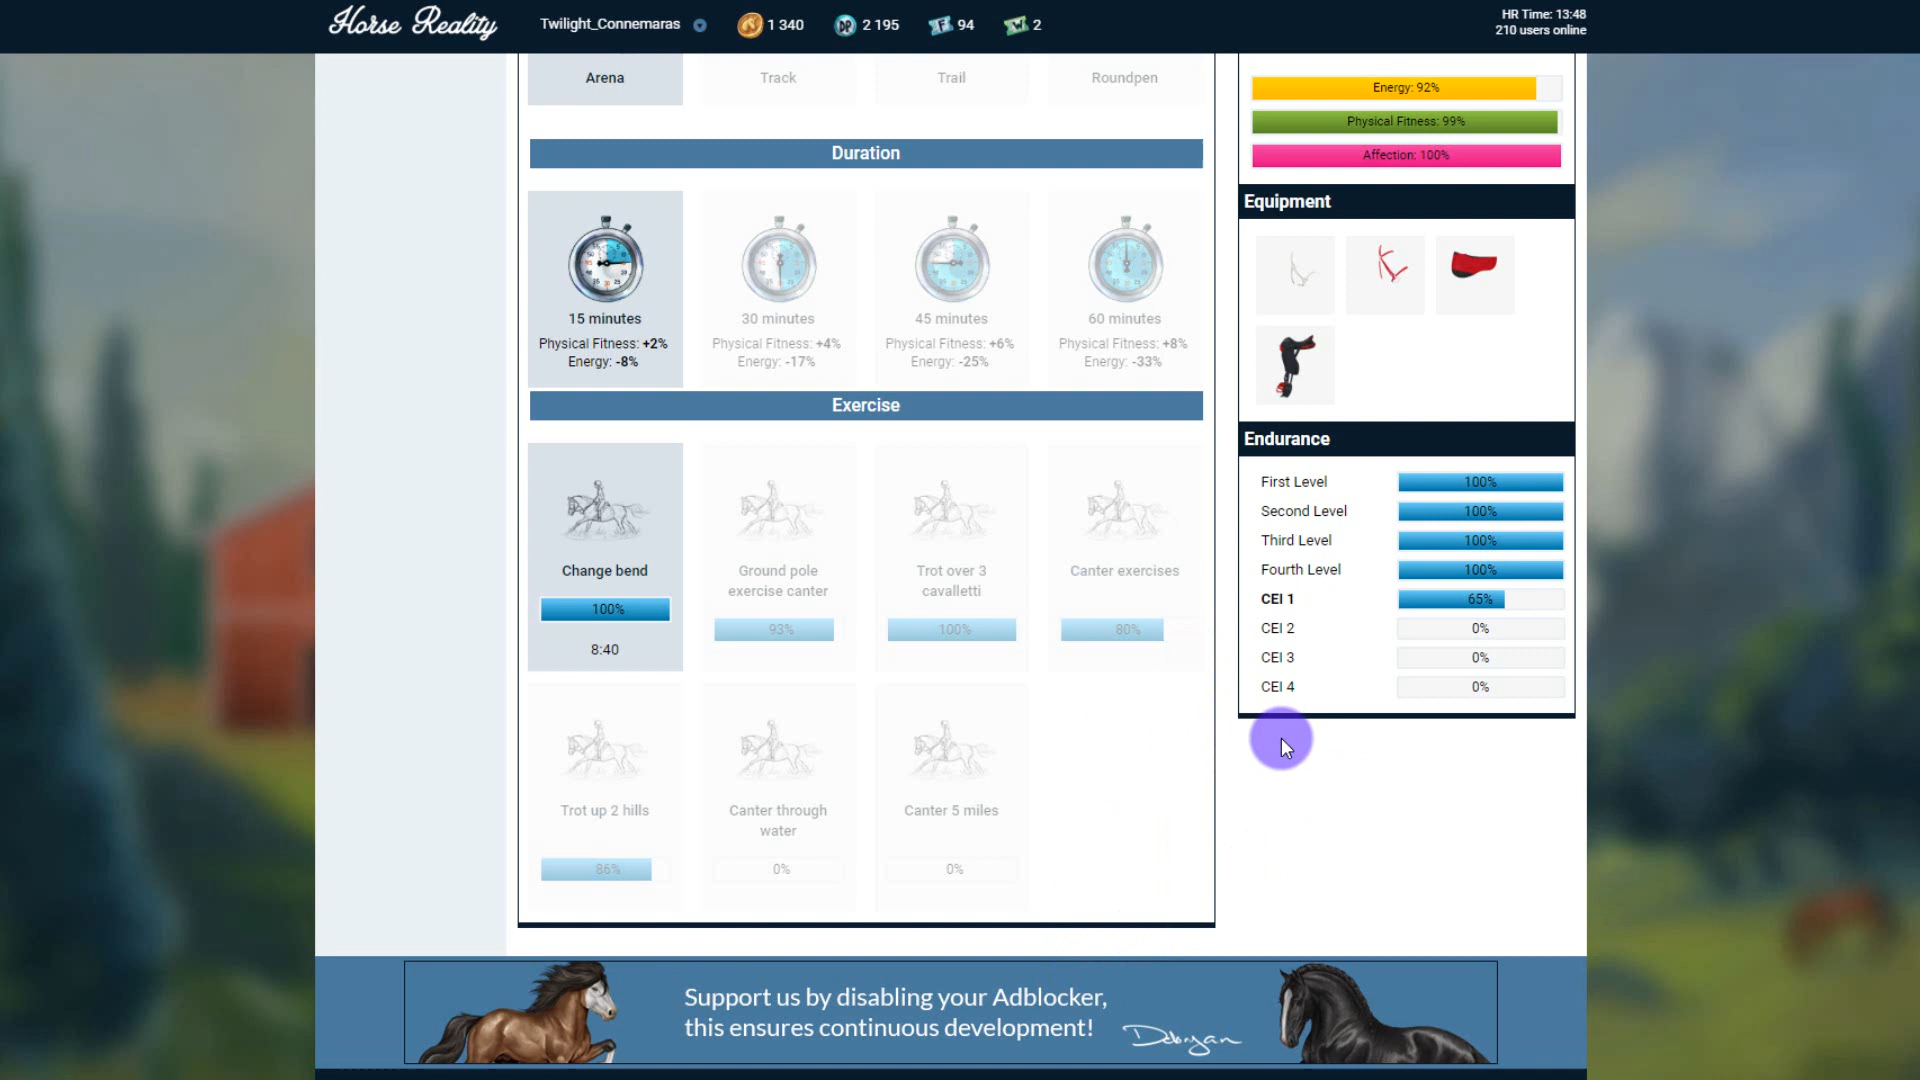 Horse Reality
Twilight_Connemaras
1 340
DP
2 195
F
94
2
HR Time: 13:48
210 users online
Arena
Track
Trail
Roundpen
Duration
15 minutes
Physical Fitness: +2%
Energy: -8%
30 minutes
Physical Fitness: +4%
Energy: -17%
45 minutes
Physical Fitness: +6%
Energy: -25%
60 minutes
Physical Fitness: +8%
Energy: -33%
Exercise
Change bend
100%
8:40
Ground pole
exercise canter
93%
Trot over 3
cavalletti
100%
Canter exercises
80%
Trot up 2 hills
86%
Canter through
water
0%
Canter 5 miles
0%
Energy: 92%
Physical Fitness: 99%
Affection: 100%
Equipment
Endurance
First Level 100%
Second Level 100%
Third Level 100%
Fourth Level 100%
CEI 1 65%
CEI 2 0%
CEI 3 0%
CEI 4 0%
Support us by disabling your Adblocker,
this ensures continuous development!